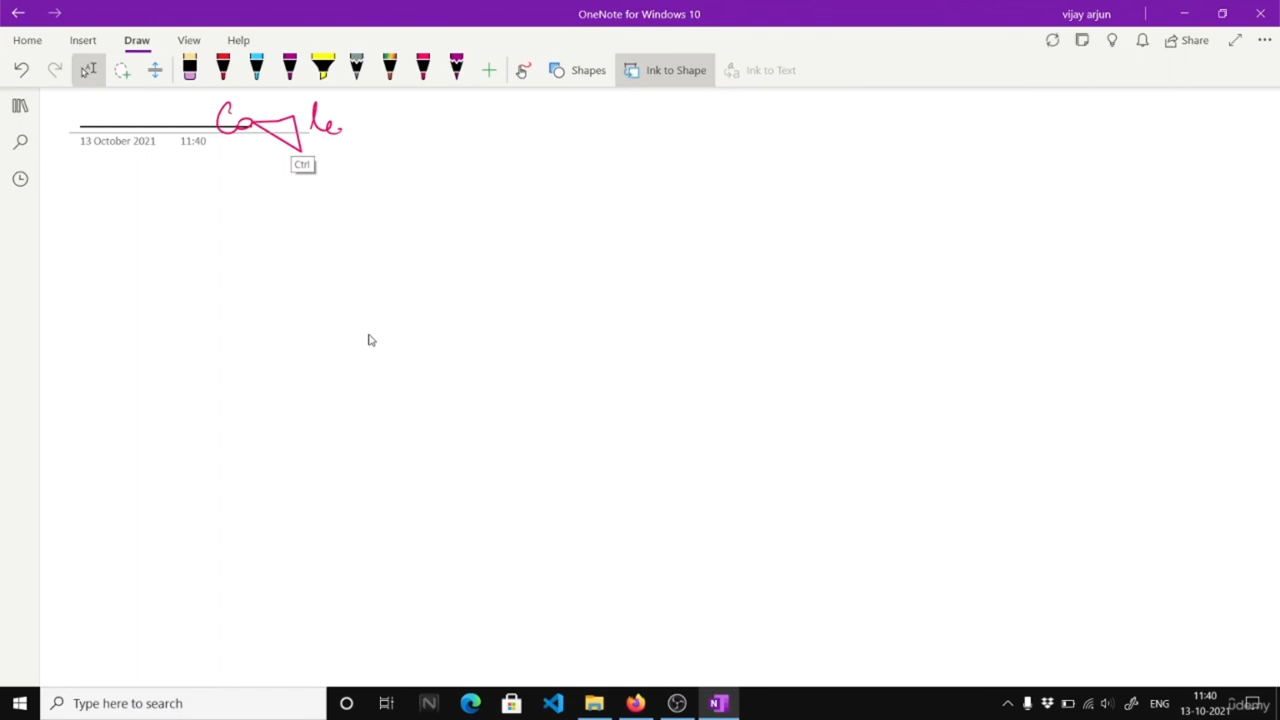 OneNote for Windows 10
vijay arjun
Home Insert Draw View Help
Share
Shapes Ink to Shape Ink to Text
13 October 2021 11:40
Ctrl
Type here to search
N
N
ENG
11:40
13-10-2021
ûdemy